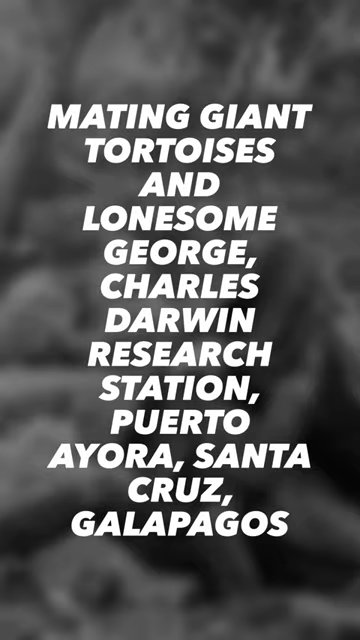 MATING GIANT
TORTOISES
AND
LONESOME
GEORGE,
CHARLES
DARWIN
RESEARCH
STATION,
PUERTO
AYORA, SANTA
CRUZ,
GALAPAGOS